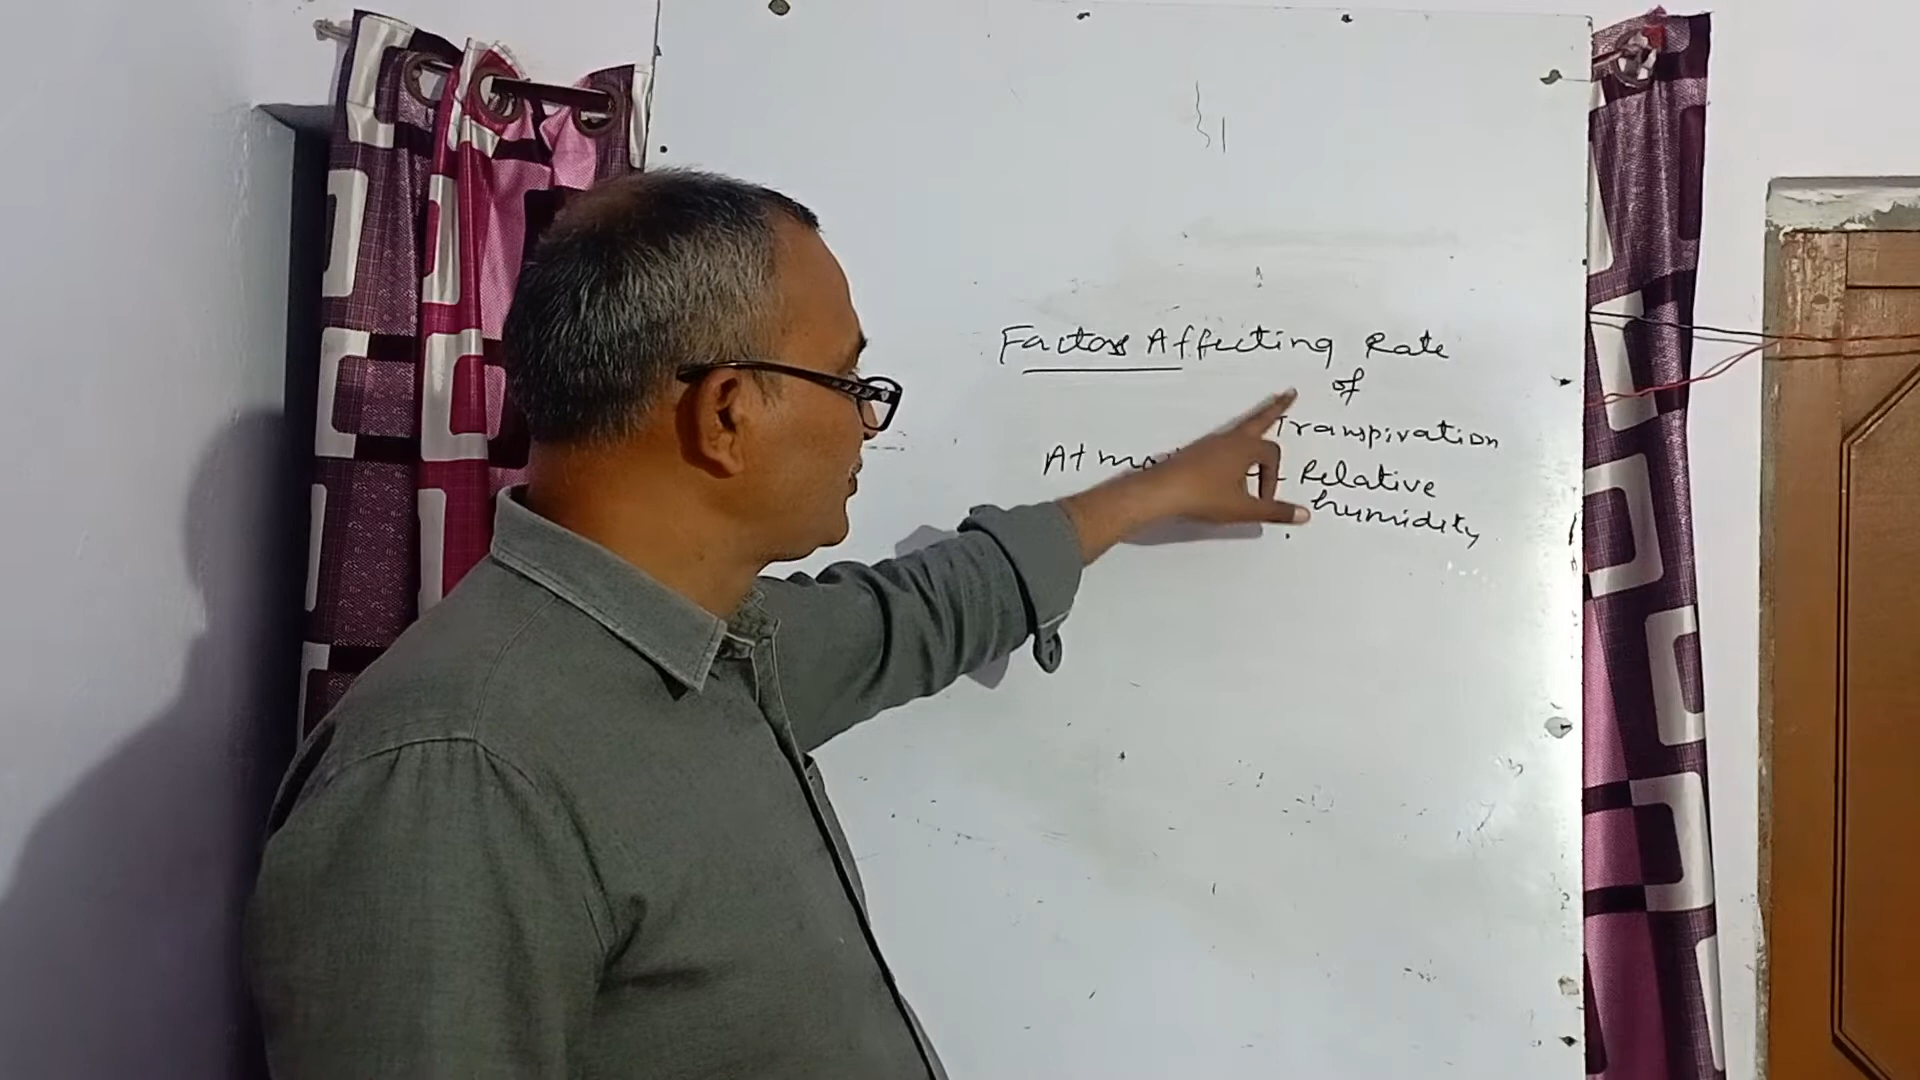 Factors Affecting Rate
of
Transpiration
Relative
humidity